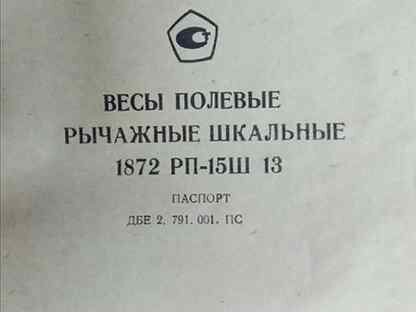 ВЕСЫ ПОЛЕВЫЕ
РЫЧАЖНЫЕ ШКАЛЬНЫЕ
1872 РП-15Ш 13
ПАСПОРТ
ДБЕ 2. 791. 001. ПС